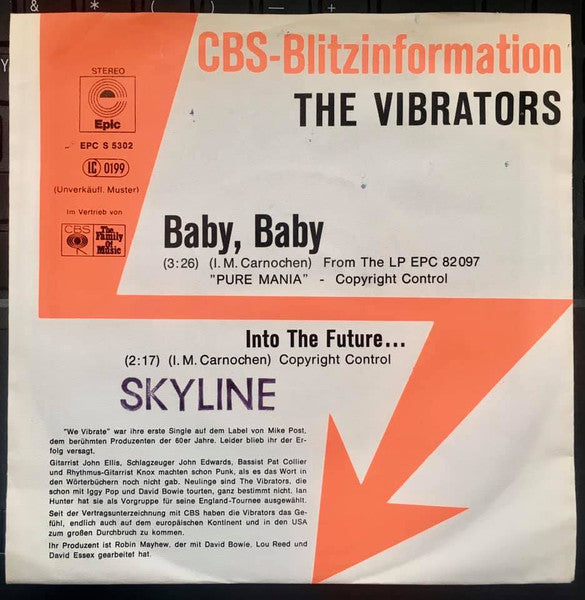 & * ( )
Y
CBS-Blitzinformation
THE VIBRATORS
STEREO
Epic
EPC S 5302
LC 0199
(Unverkäufl. Muster)
Im Vertrieb von
CBS The Family Of Music
Baby, Baby
(3:26) (I. M. Carnochen) From The LP EPC 82097
"PURE MANIA" - Copyright Control
Into The Future...
(2:17) (I. M. Carnochen) Copyright Control
SKYLINE
"We Vibrate" war ihre erste Single auf dem Label von Mike Post,
dem berühmten Produzenten der 60er Jahre. Leider blieb ihr der Er-
folg versagt.
Gitarrist John Ellis, Schlagzeuger John Edwards, Bassist Pat Collier
und Rhythmus-Gitarrist Knox machten schon Punk, als es das Wort in
den Wörterbüchern noch nicht gab. Neulinge sind The Vibrators, die
schon mit Iggy Pop und David Bowie tourten, ganz bestimmt nicht. Ian
Hunter hat sie als Vorgruppe für seine England-Tournee ausgewählt.
Seit der Vertragsunterzeichnung mit CBS haben die Vibrators das Ge-
fühl, endlich auch auf dem europäischen Kontinent und in den USA
zum großen Durchbruch zu kommen.
Ihr Produzent ist Robin Mayhew, der mit David Bowie, Lou Reed und
David Essex gearbeitet hat.